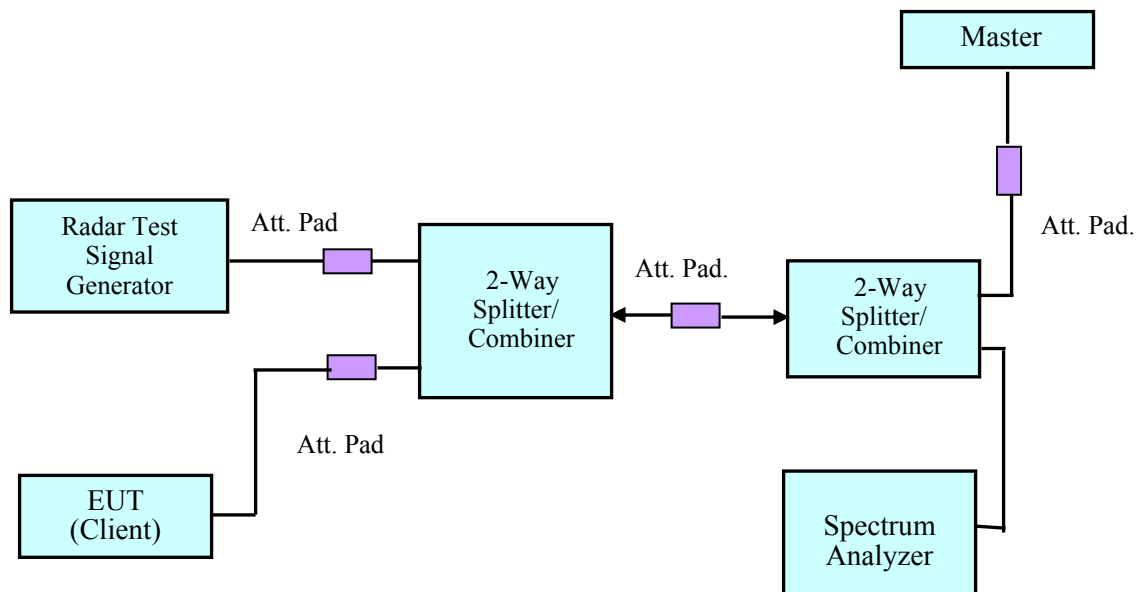 Master
Radar Test
Signal
Generator
Att. Pad
2-Way
Splitter/
Combiner
Att. Pad.
2-Way
Splitter/
Combiner
Att. Pad.
Att. Pad
EUT
(Client)
Spectrum
Analyzer